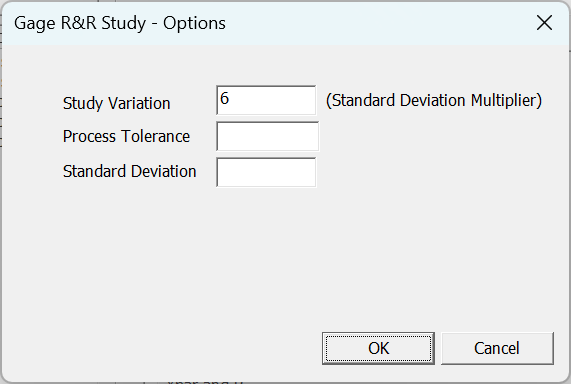 Gage R&R Study - Options
Study Variation 6 (Standard Deviation Multiplier)
Process Tolerance
Standard Deviation
OK Cancel